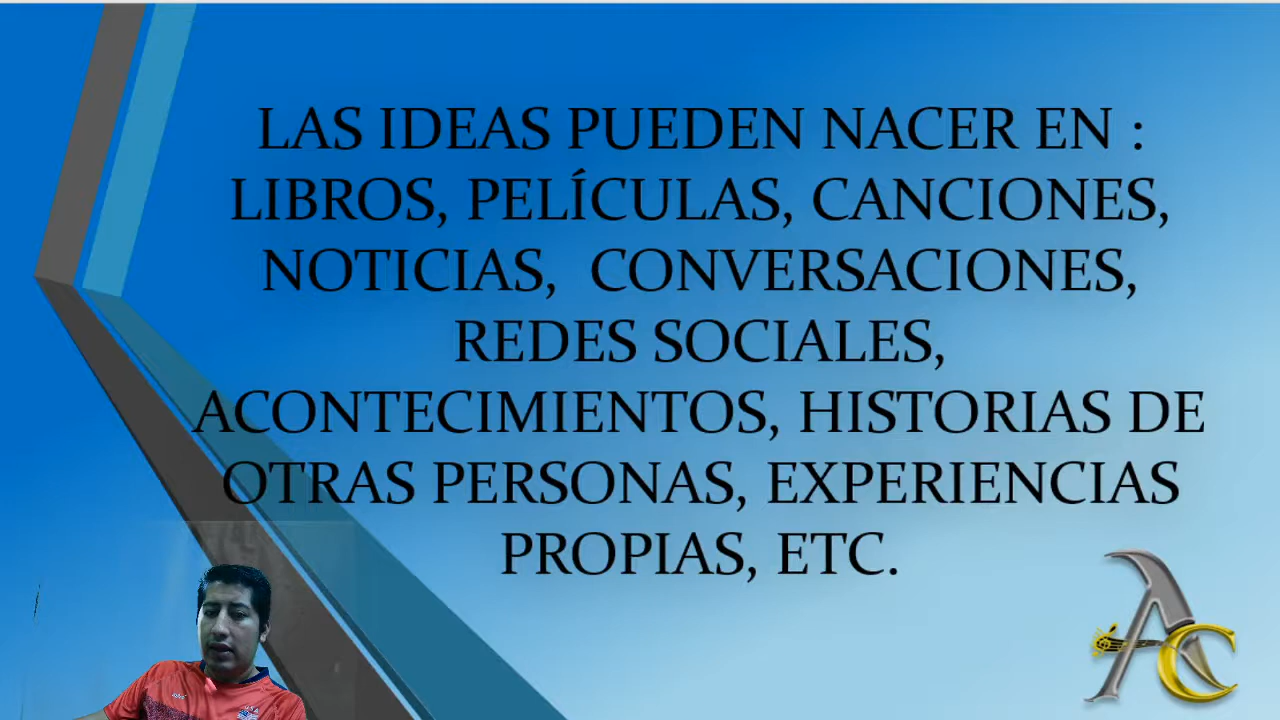 LAS IDEAS PUEDEN NACER EN :
LIBROS, PELÍCULAS, CANCIONES,
NOTICIAS,  CONVERSACIONES,
REDES SOCIALES,
ACONTECIMIENTOS, HISTORIAS DE
OTRAS PERSONAS, EXPERIENCIAS
PROPIAS, ETC.
AC